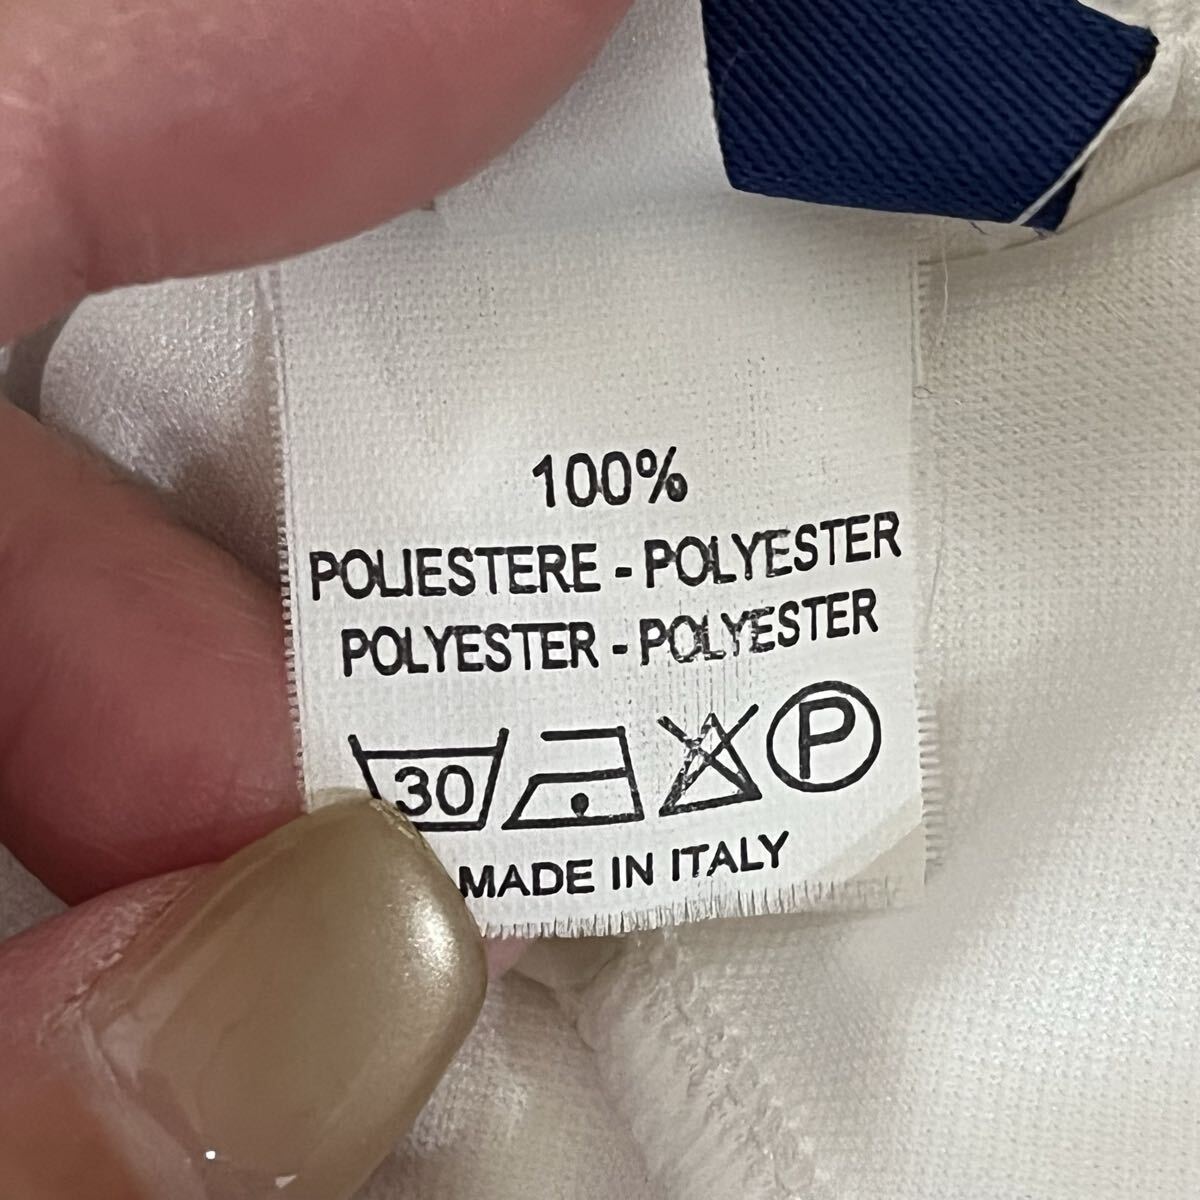 100%
POLIESTERE - POLYESTER
POLYESTER - POLYESTER
30 P
MADE IN ITALY